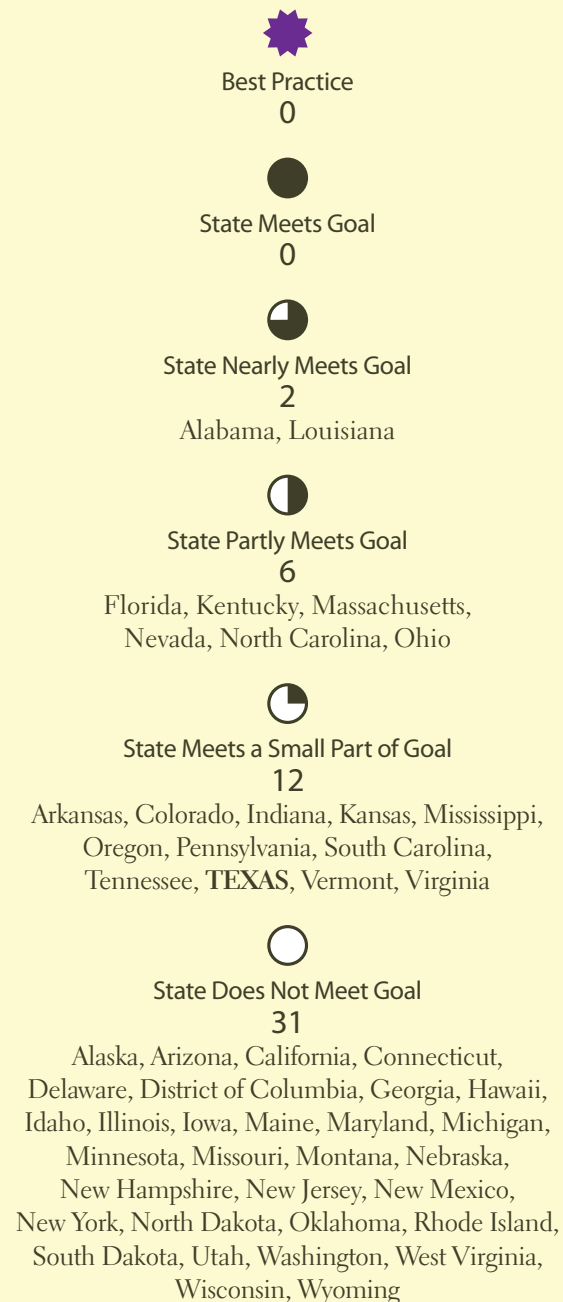 Best Practice
0
State Meets Goal
0
State Nearly Meets Goal
2
Alabama, Louisiana
State Partly Meets Goal
6
Florida, Kentucky, Massachusetts,
Nevada, North Carolina, Ohio
State Meets a Small Part of Goal
12
Arkansas, Colorado, Indiana, Kansas, Mississippi,
Oregon, Pennsylvania, South Carolina,
Tennessee, TEXAS, Vermont, Virginia
State Does Not Meet Goal
31
Alaska, Arizona, California, Connecticut,
Delaware, District of Columbia, Georgia, Hawaii,
Idaho, Illinois, Iowa, Maine, Maryland, Michigan,
Minnesota, Missouri, Montana, Nebraska,
New Hampshire, New Jersey, New Mexico,
New York, North Dakota, Oklahoma, Rhode Island,
South Dakota, Utah, Washington, West Virginia,
Wisconsin, Wyoming